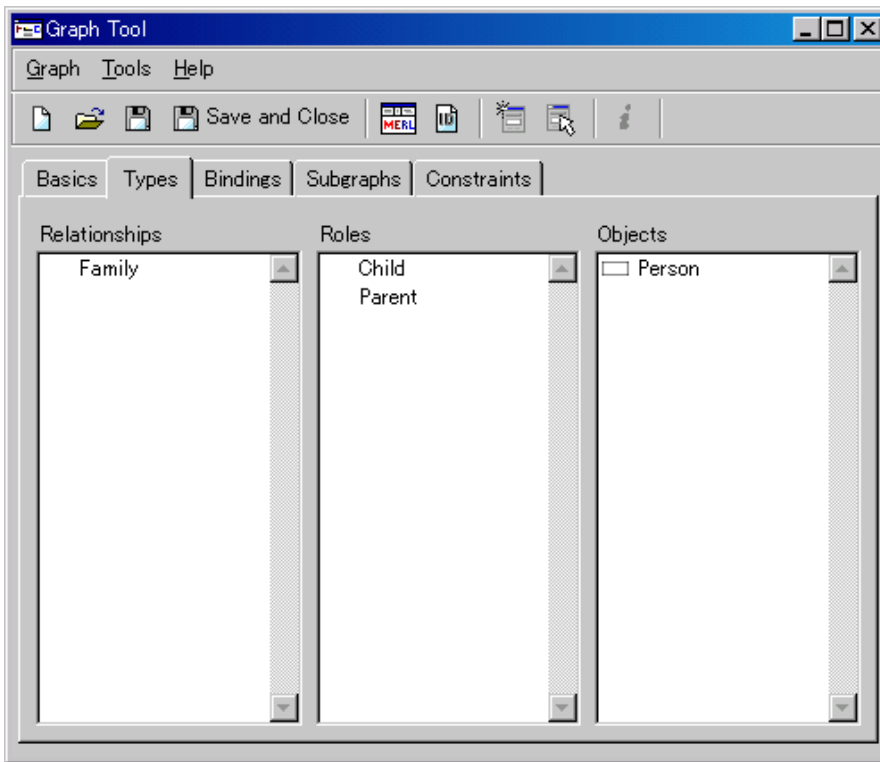 Graph Tool
Graph Tools Help
Save and Close MERL ID i
Basics Types Bindings Subgraphs Constraints
Relationships Roles Objects
Family Child Person
Parent